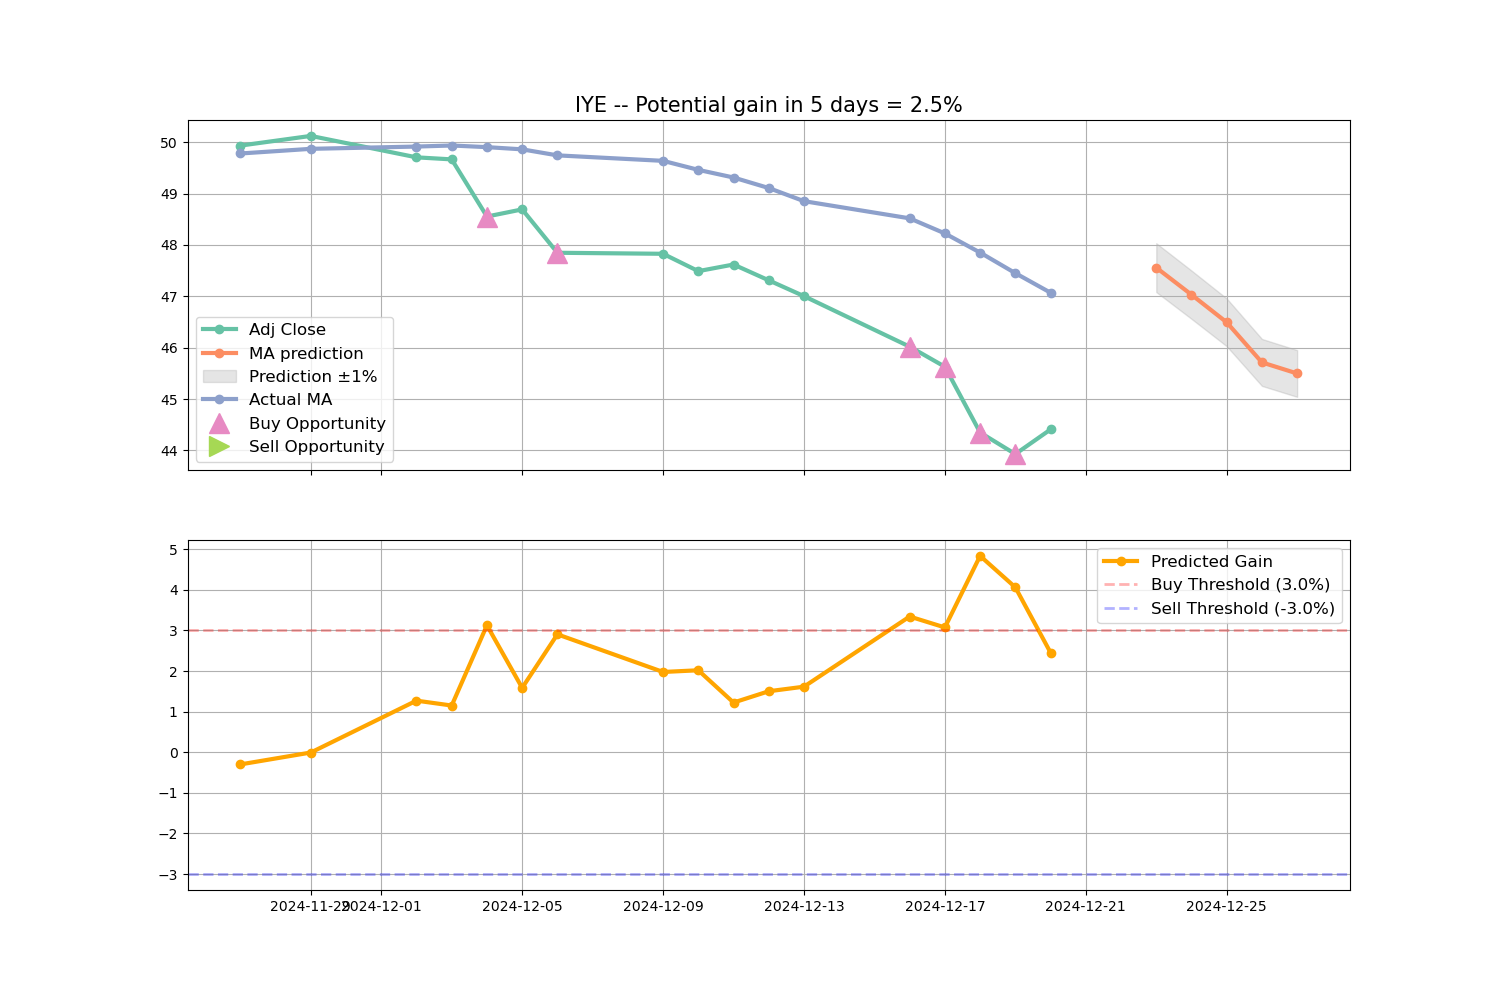 IYE -- Potential gain in 5 days = 2.5%
50
49
48
47
46
45
44
Adj Close
MA prediction
Prediction ±1%
Actual MA
Buy Opportunity
Sell Opportunity
5
4
3
2
1
0
−1
−2
−3
Predicted Gain
Buy Threshold (3.0%)
Sell Threshold (-3.0%)
2024-11-29 2024-12-01 2024-12-05 2024-12-09 2024-12-13 2024-12-17 2024-12-21 2024-12-25